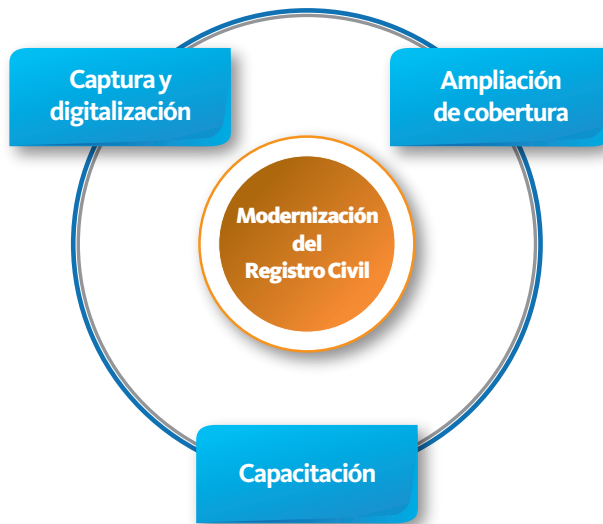 Captura y
digitalización
Ampliación
de cobertura
Modernización
del
Registro Civil
Capacitación